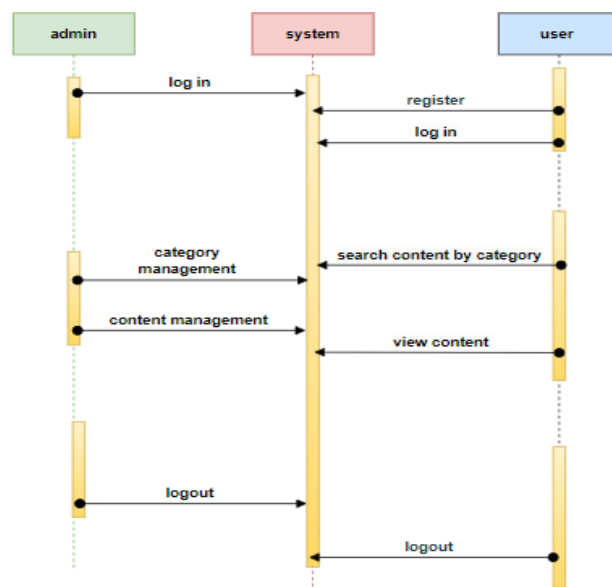 admin
system
user
log in
register
log in
category
management
search content by category
content management
view content
logout
logout